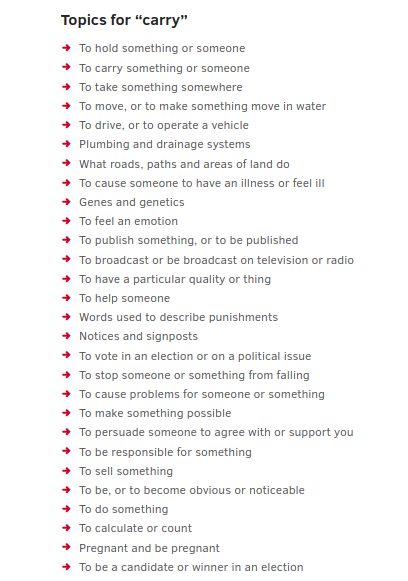 Topics for “carry”
To hold something or someone
To carry something or someone
To take something somewhere
To move, or to make something move in water
To drive, or to operate a vehicle
Plumbing and drainage systems
What roads, paths and areas of land do
To cause someone to have an illness or feel ill
Genes and genetics
To feel an emotion
To publish something, or to be published
To broadcast or be broadcast on television or radio
To have a particular quality or thing
To help someone
Words used to describe punishments
Notices and signposts
To vote in an election or on a political issue
To stop someone or something from falling
To cause problems for someone or something
To make something possible
To persuade someone to agree with or support you
To be responsible for something
To sell something
To be, or to become obvious or noticeable
To do something
To calculate or count
Pregnant and be pregnant
To be a candidate or winner in an election